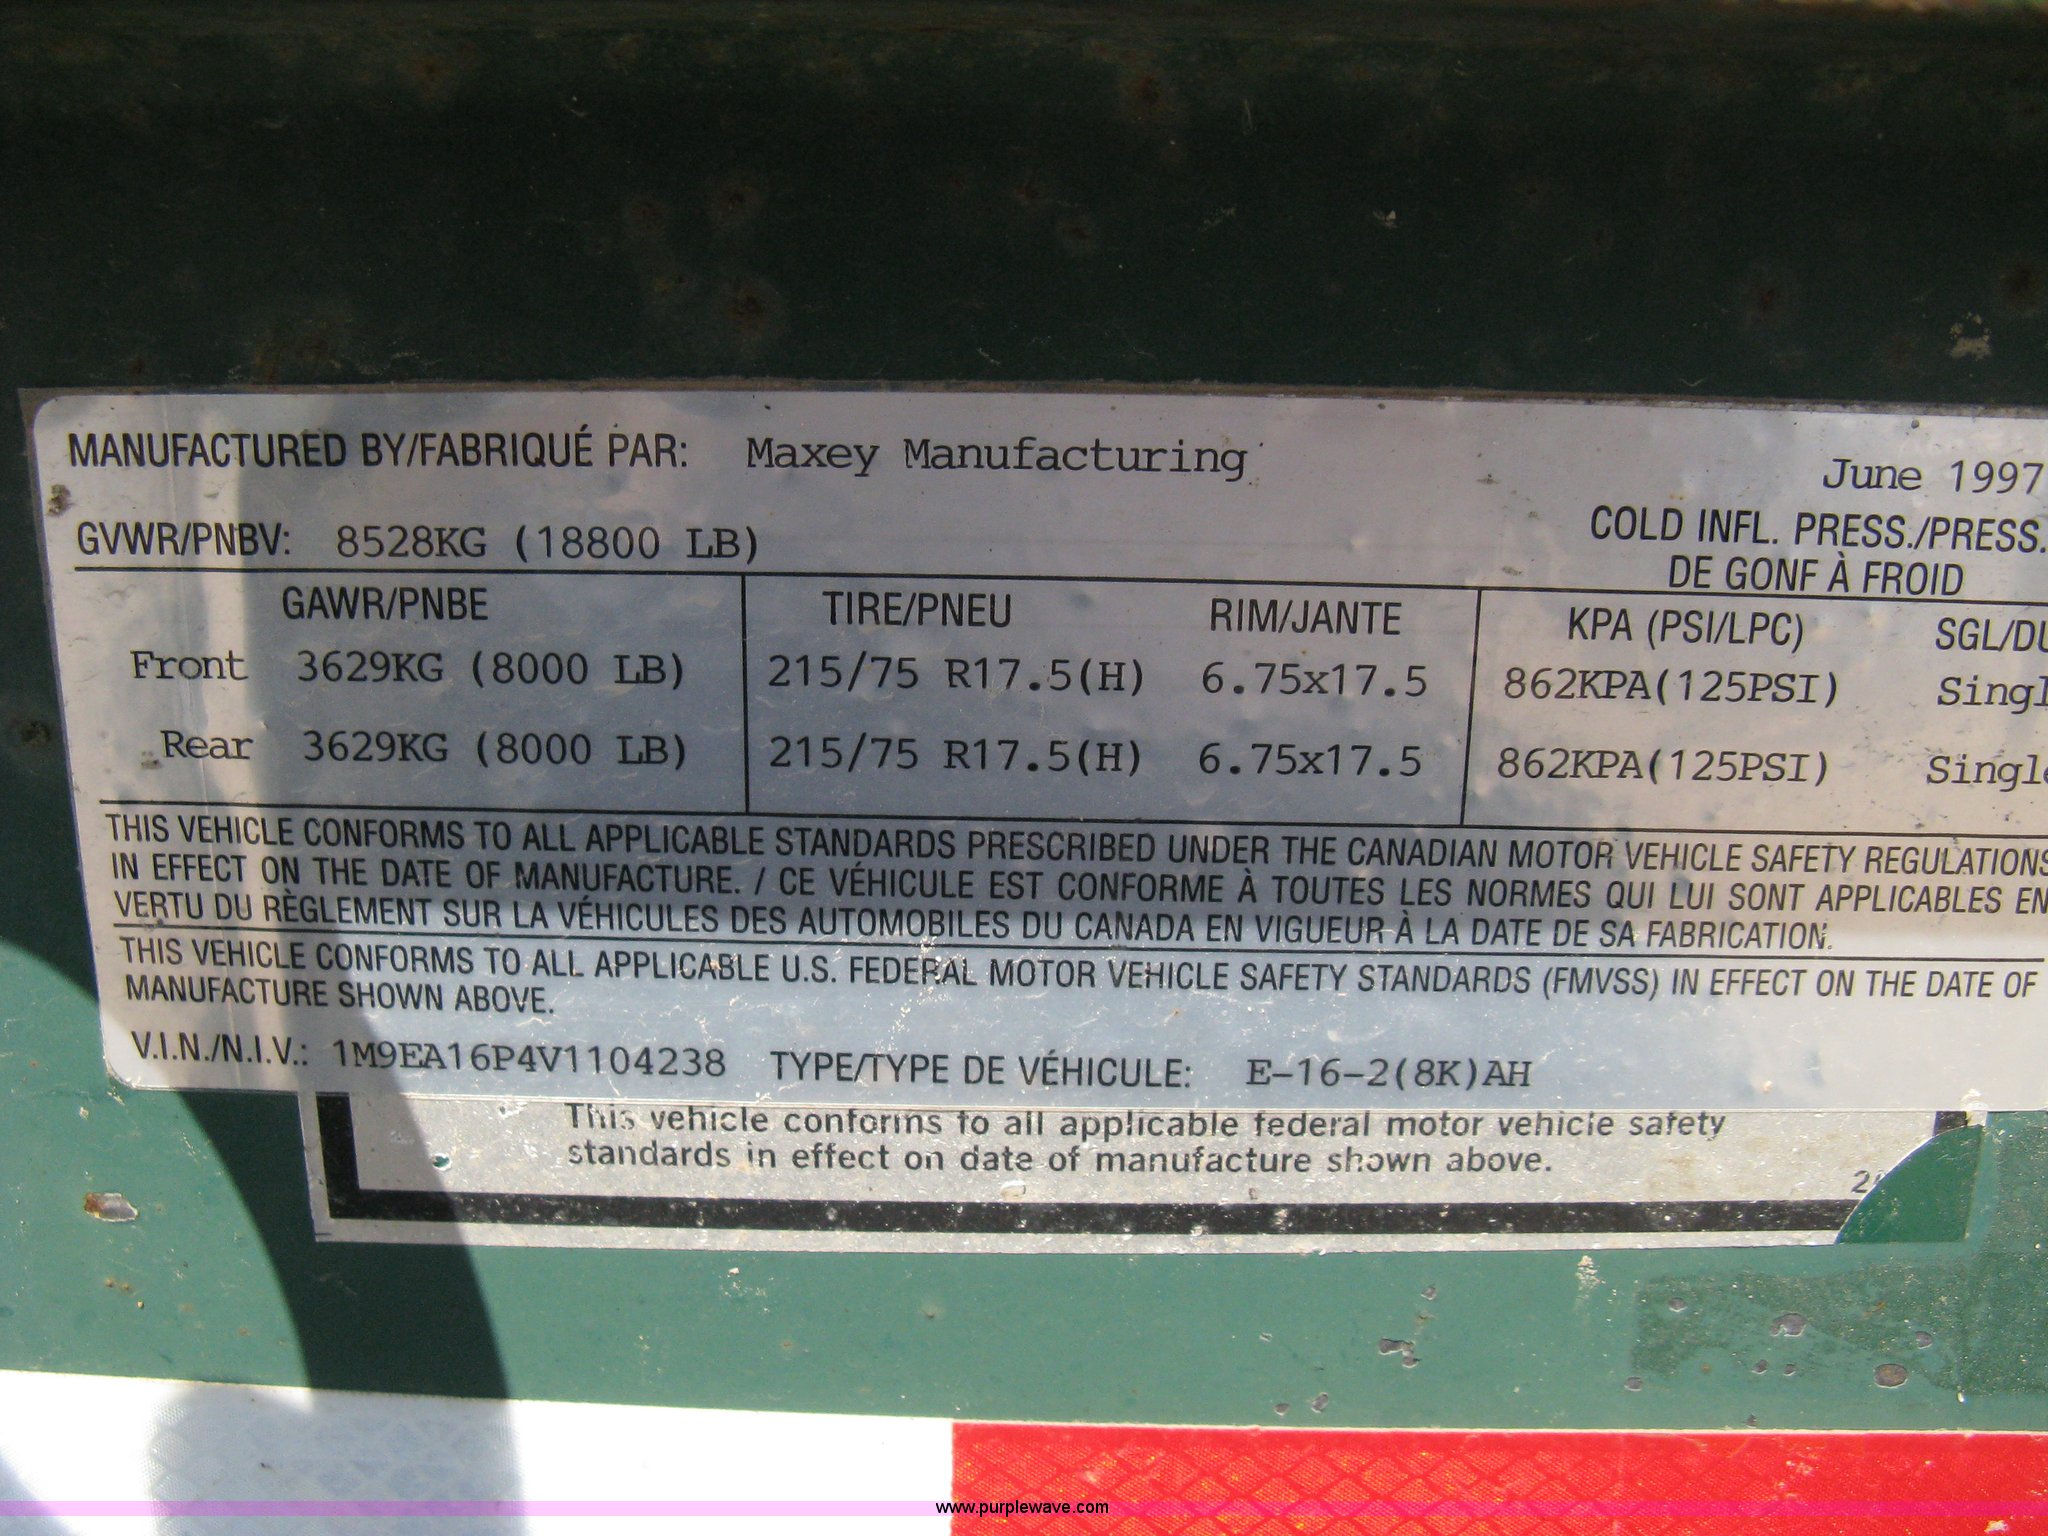 MANUFACTURED BY/FABRIQUÉ PAR: Maxey Manufacturing
June 1997
GVWR/PNBV: 8528KG (18800 LB)
COLD INFL. PRESS./PRESS.
DE GONF À FROID
GAWR/PNBE TIRE/PNEU RIM/JANTE KPA (PSI/LPC) SGL/DU
Front 3629KG (8000 LB) 215/75 R17.5(H) 6.75x17.5 862KPA(125PSI) Singl
Rear 3629KG (8000 LB) 215/75 R17.5(H) 6.75x17.5 862KPA(125PSI) Single
THIS VEHICLE CONFORMS TO ALL APPLICABLE STANDARDS PRESCRIBED UNDER THE CANADIAN MOTOR VEHICLE SAFETY REGULATIONS
IN EFFECT ON THE DATE OF MANUFACTURE. / CE VÉHICULE EST CONFORME À TOUTES LES NORMES QUI LUI SONT APPLICABLES EN
VERTU DU RÈGLEMENT SUR LA VÉHICULES DES AUTOMOBILES DU CANADA EN VIGUEUR À LA DATE DE SA FABRICATION.
THIS VEHICLE CONFORMS TO ALL APPLICABLE U.S. FEDERAL MOTOR VEHICLE SAFETY STANDARDS (FMVSS) IN EFFECT ON THE DATE OF
MANUFACTURE SHOWN ABOVE.
V.I.N./N.I.V.: 1M9EA16P4V1104238 TYPE/TYPE DE VÉHICULE: E-16-2(8K)AH
This vehicle conforms to all applicable federal motor vehicle safety
standards in effect on date of manufacture shown above.
www.purplewave.com